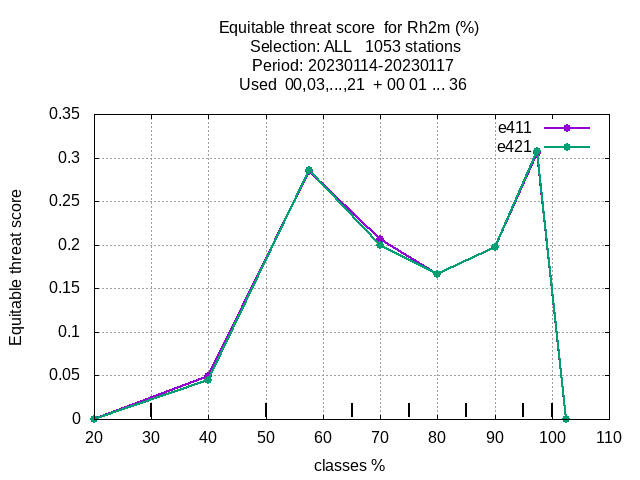 Equitable threat score  for Rh2m (%)
Selection: ALL   1053 stations
Period: 20230114-20230117
Used  00,03,...,21  + 00 01 ... 36
e411
e421
Equitable threat score
0.35
0.3
0.25
0.2
0.15
0.1
0.05
0
20 30 40 50 60 70 80 90 100 110
classes %